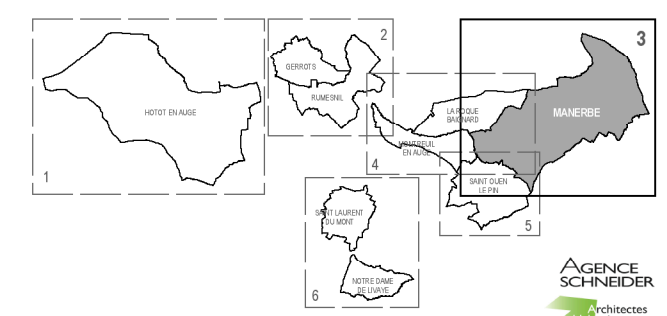 1
HOTOT EN AUGE
2
GERROTS
RUMESNIL
3
MANERBE
LA ROQUE
BAIGNARD
MONTREUIL
EN AUGE
4
SAINT OUEN
LE PIN
5
SAINT LAURENT
DU MONT
NOTRE DAME
DE LIVAYE
6
AGENCE
SCHNEIDER
Architectes